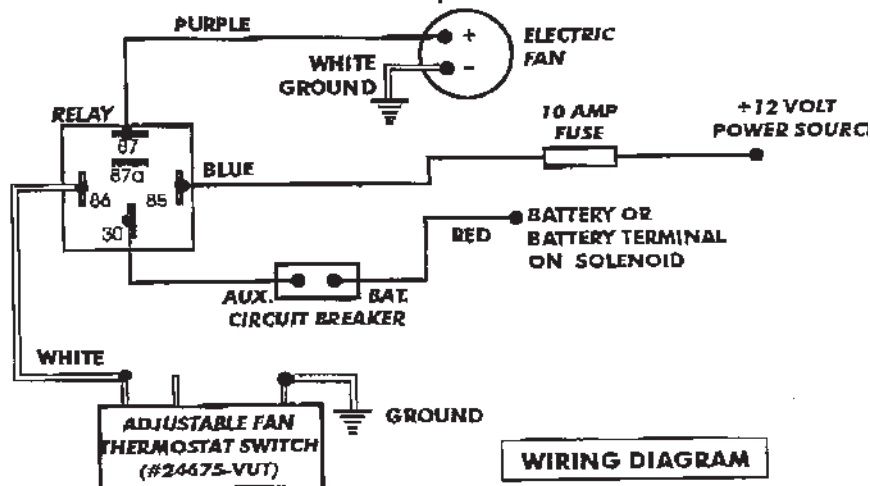 PURPLE
+
ELECTRIC
FAN
WHITE
GROUND
-
RELAY
10 AMP
FUSE
+12 VOLT
POWER SOURC
87
87a
BLUE
86
85
30
RED
BATTERY OR
BATTERY TERMINAL
ON SOLENOID
AUX.
BAT.
CIRCUIT BREAKER
WHITE
GROUND
ADJUSTABLE FAN
THERMOSTAT SWITCH
(#24675-VUT)
WIRING DIAGRAM